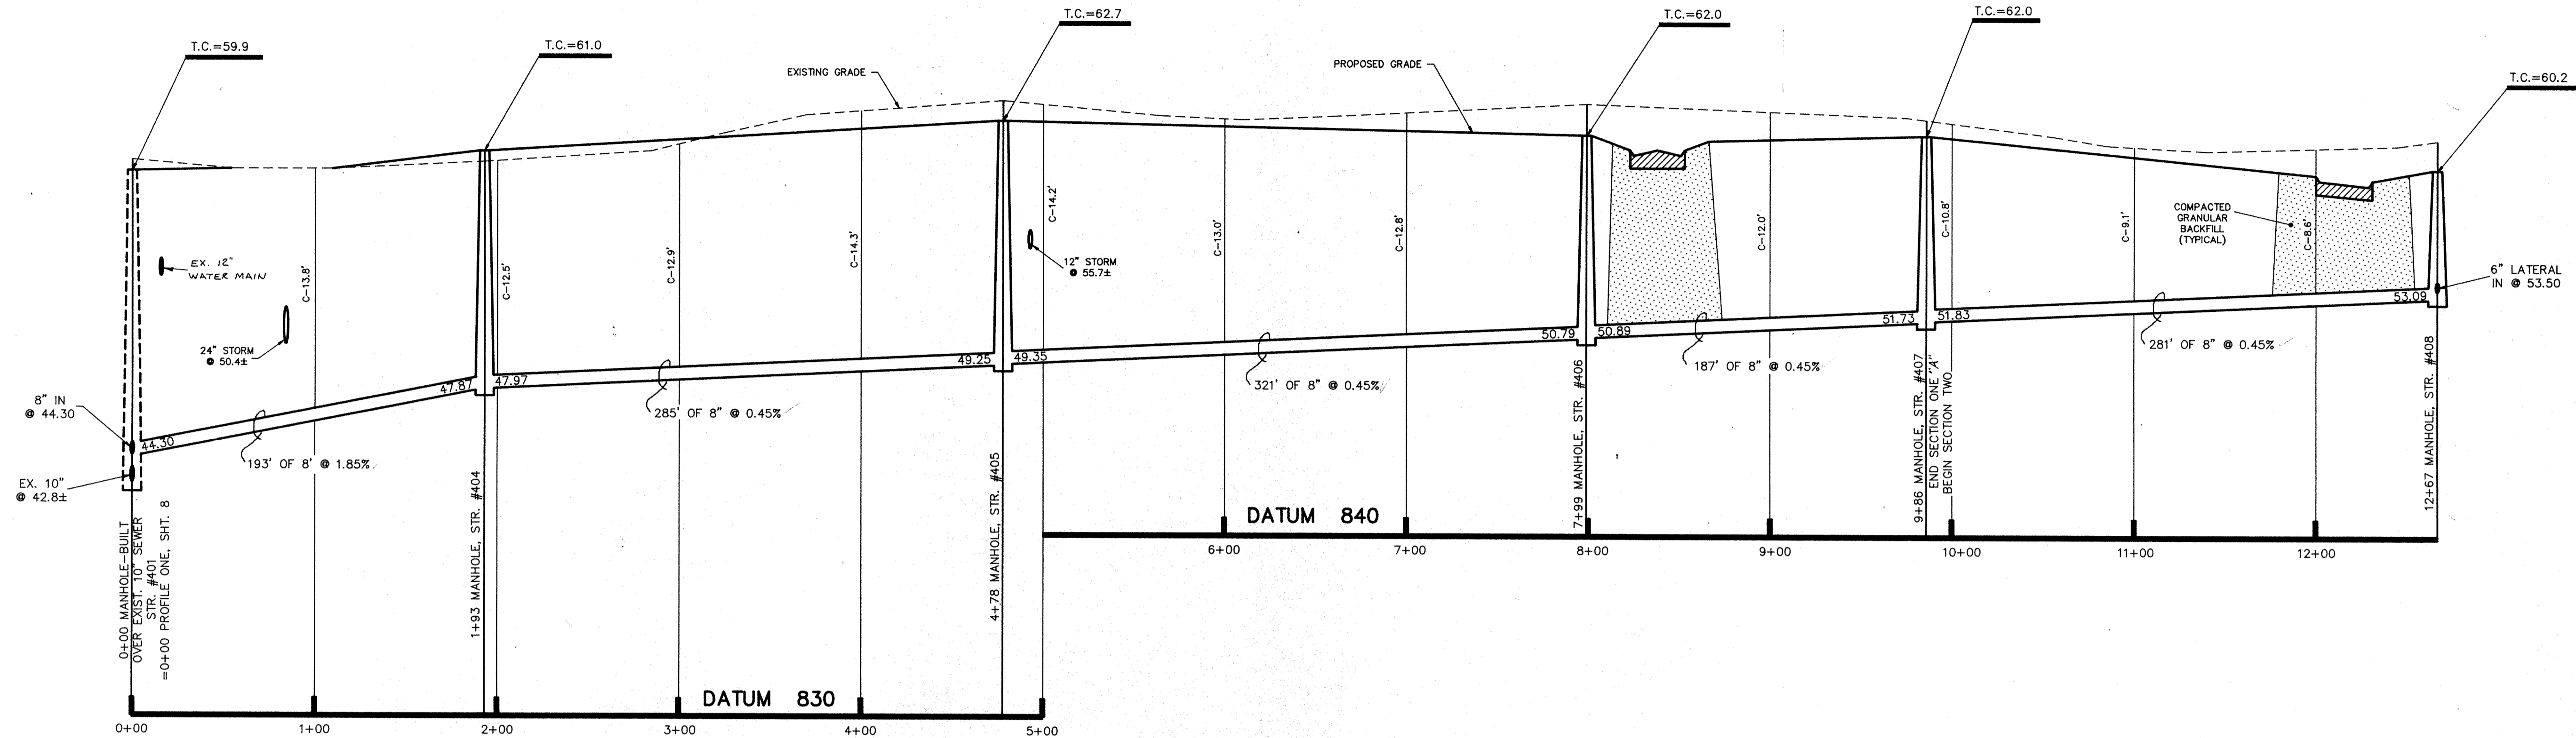 T.C.=59.9
T.C.=61.0
T.C.=62.7
T.C.=62.0
T.C.=62.0
T.C.=60.2
EXISTING GRADE
PROPOSED GRADE
EX. 12"
WATER MAIN
24" STORM
@ 50.4±
C-13.8'
C-12.5'
C-12.9'
C-14.3'
C-14.2'
12" STORM
@ 55.7±
C-13.0'
C-12.8'
C-12.0'
C-10.8'
C-9.1'
COMPACTED
GRANULAR
BACKFILL
(TYPICAL)
C-8.6'
6" LATERAL
IN @ 53.50
8" IN
@ 44.30
EX. 10"
@ 42.8±
44.30
193' OF 8' @ 1.85%
47.87
47.97
285' OF 8" @ 0.45%
49.25
49.35
321' OF 8" @ 0.45%
50.79
50.89
187' OF 8" @ 0.45%
51.73
51.83
281' OF 8" @ 0.45%
53.09
0+00 MANHOLE-BUILT
OVER EXIST. 10" SEWER
STR. #401
=0+00 PROFILE ONE, SHT. 8
1+93 MANHOLE, STR. #404
4+78 MANHOLE, STR. #405
7+99 MANHOLE, STR. #406
9+86 MANHOLE, STR. #407
END SECTION ONE "A"
BEGIN SECTION TWO
12+67 MANHOLE, STR. #408
DATUM 840
6+00
7+00
8+00
9+00
10+00
11+00
12+00
DATUM 830
0+00
1+00
2+00
3+00
4+00
5+00